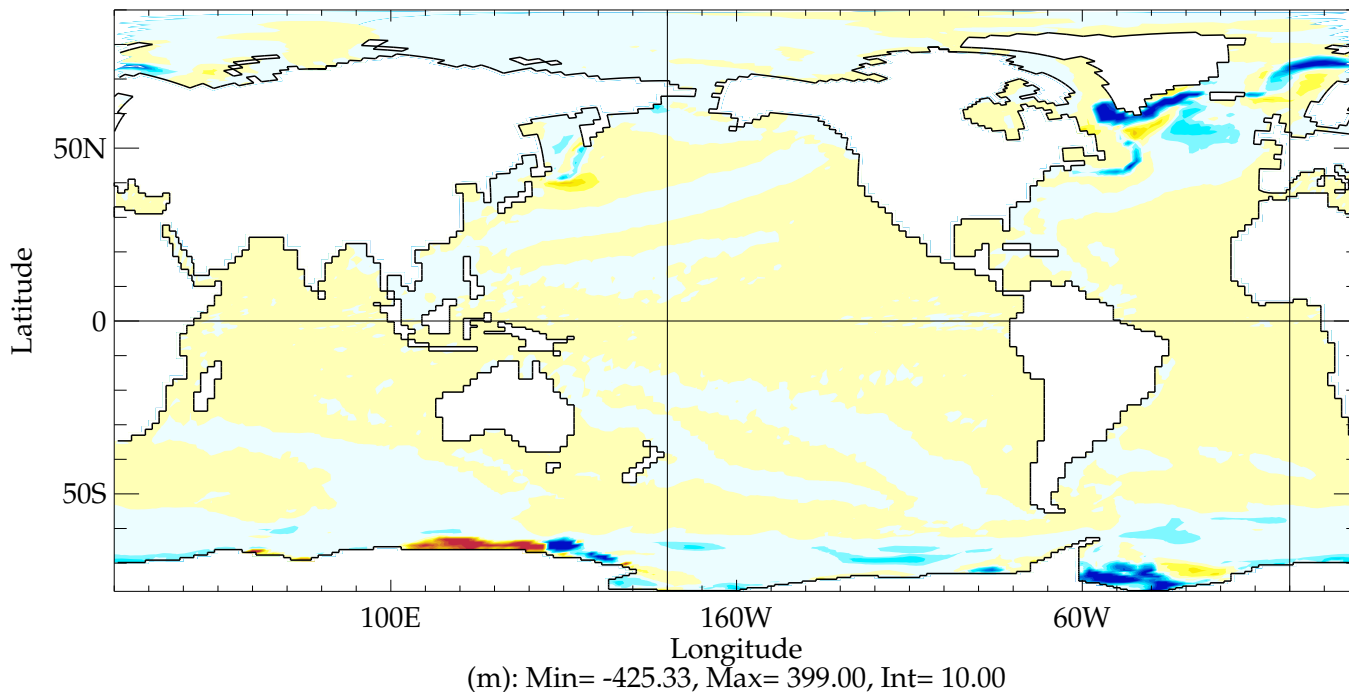 50N
0
50S
Latitude
100E
160W
60W
Longitude
(m): Min= -425.33, Max= 399.00, Int= 10.00